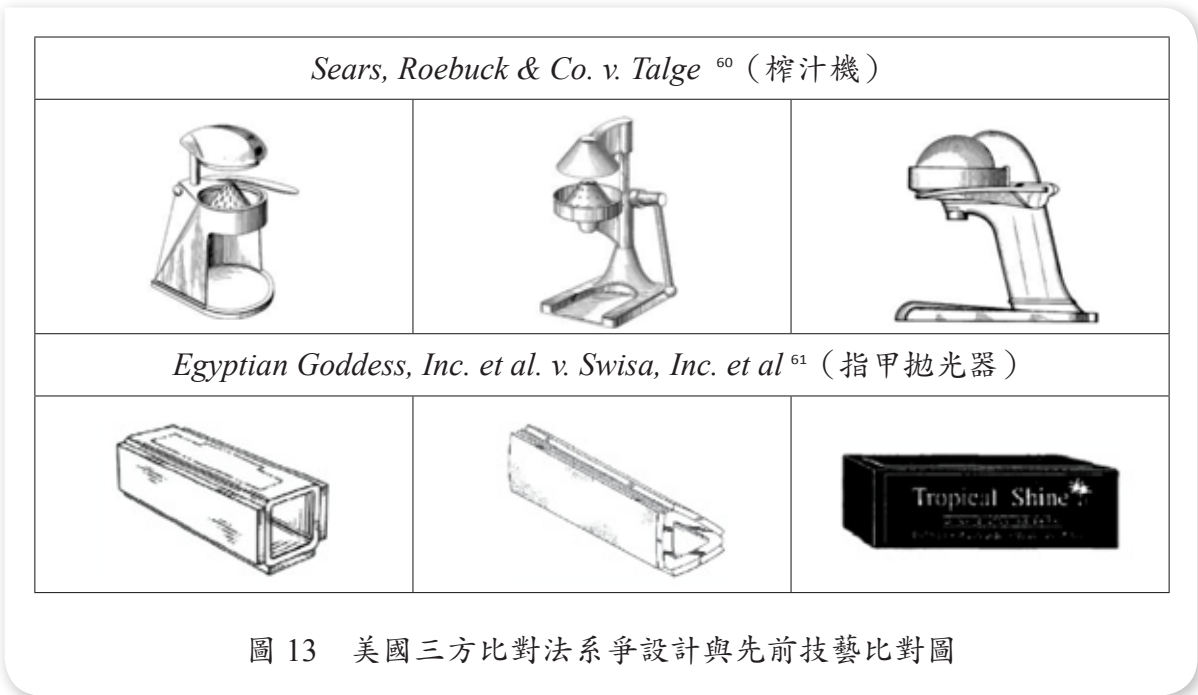 Sears, Roebuck & Co. v. Talge 60（榨汁機）
Egyptian Goddess, Inc. et al. v. Swisa, Inc. et al 61（指甲拋光器）
Tropical Shine
圖 13 美國三方比對法系爭設計與先前技藝比對圖